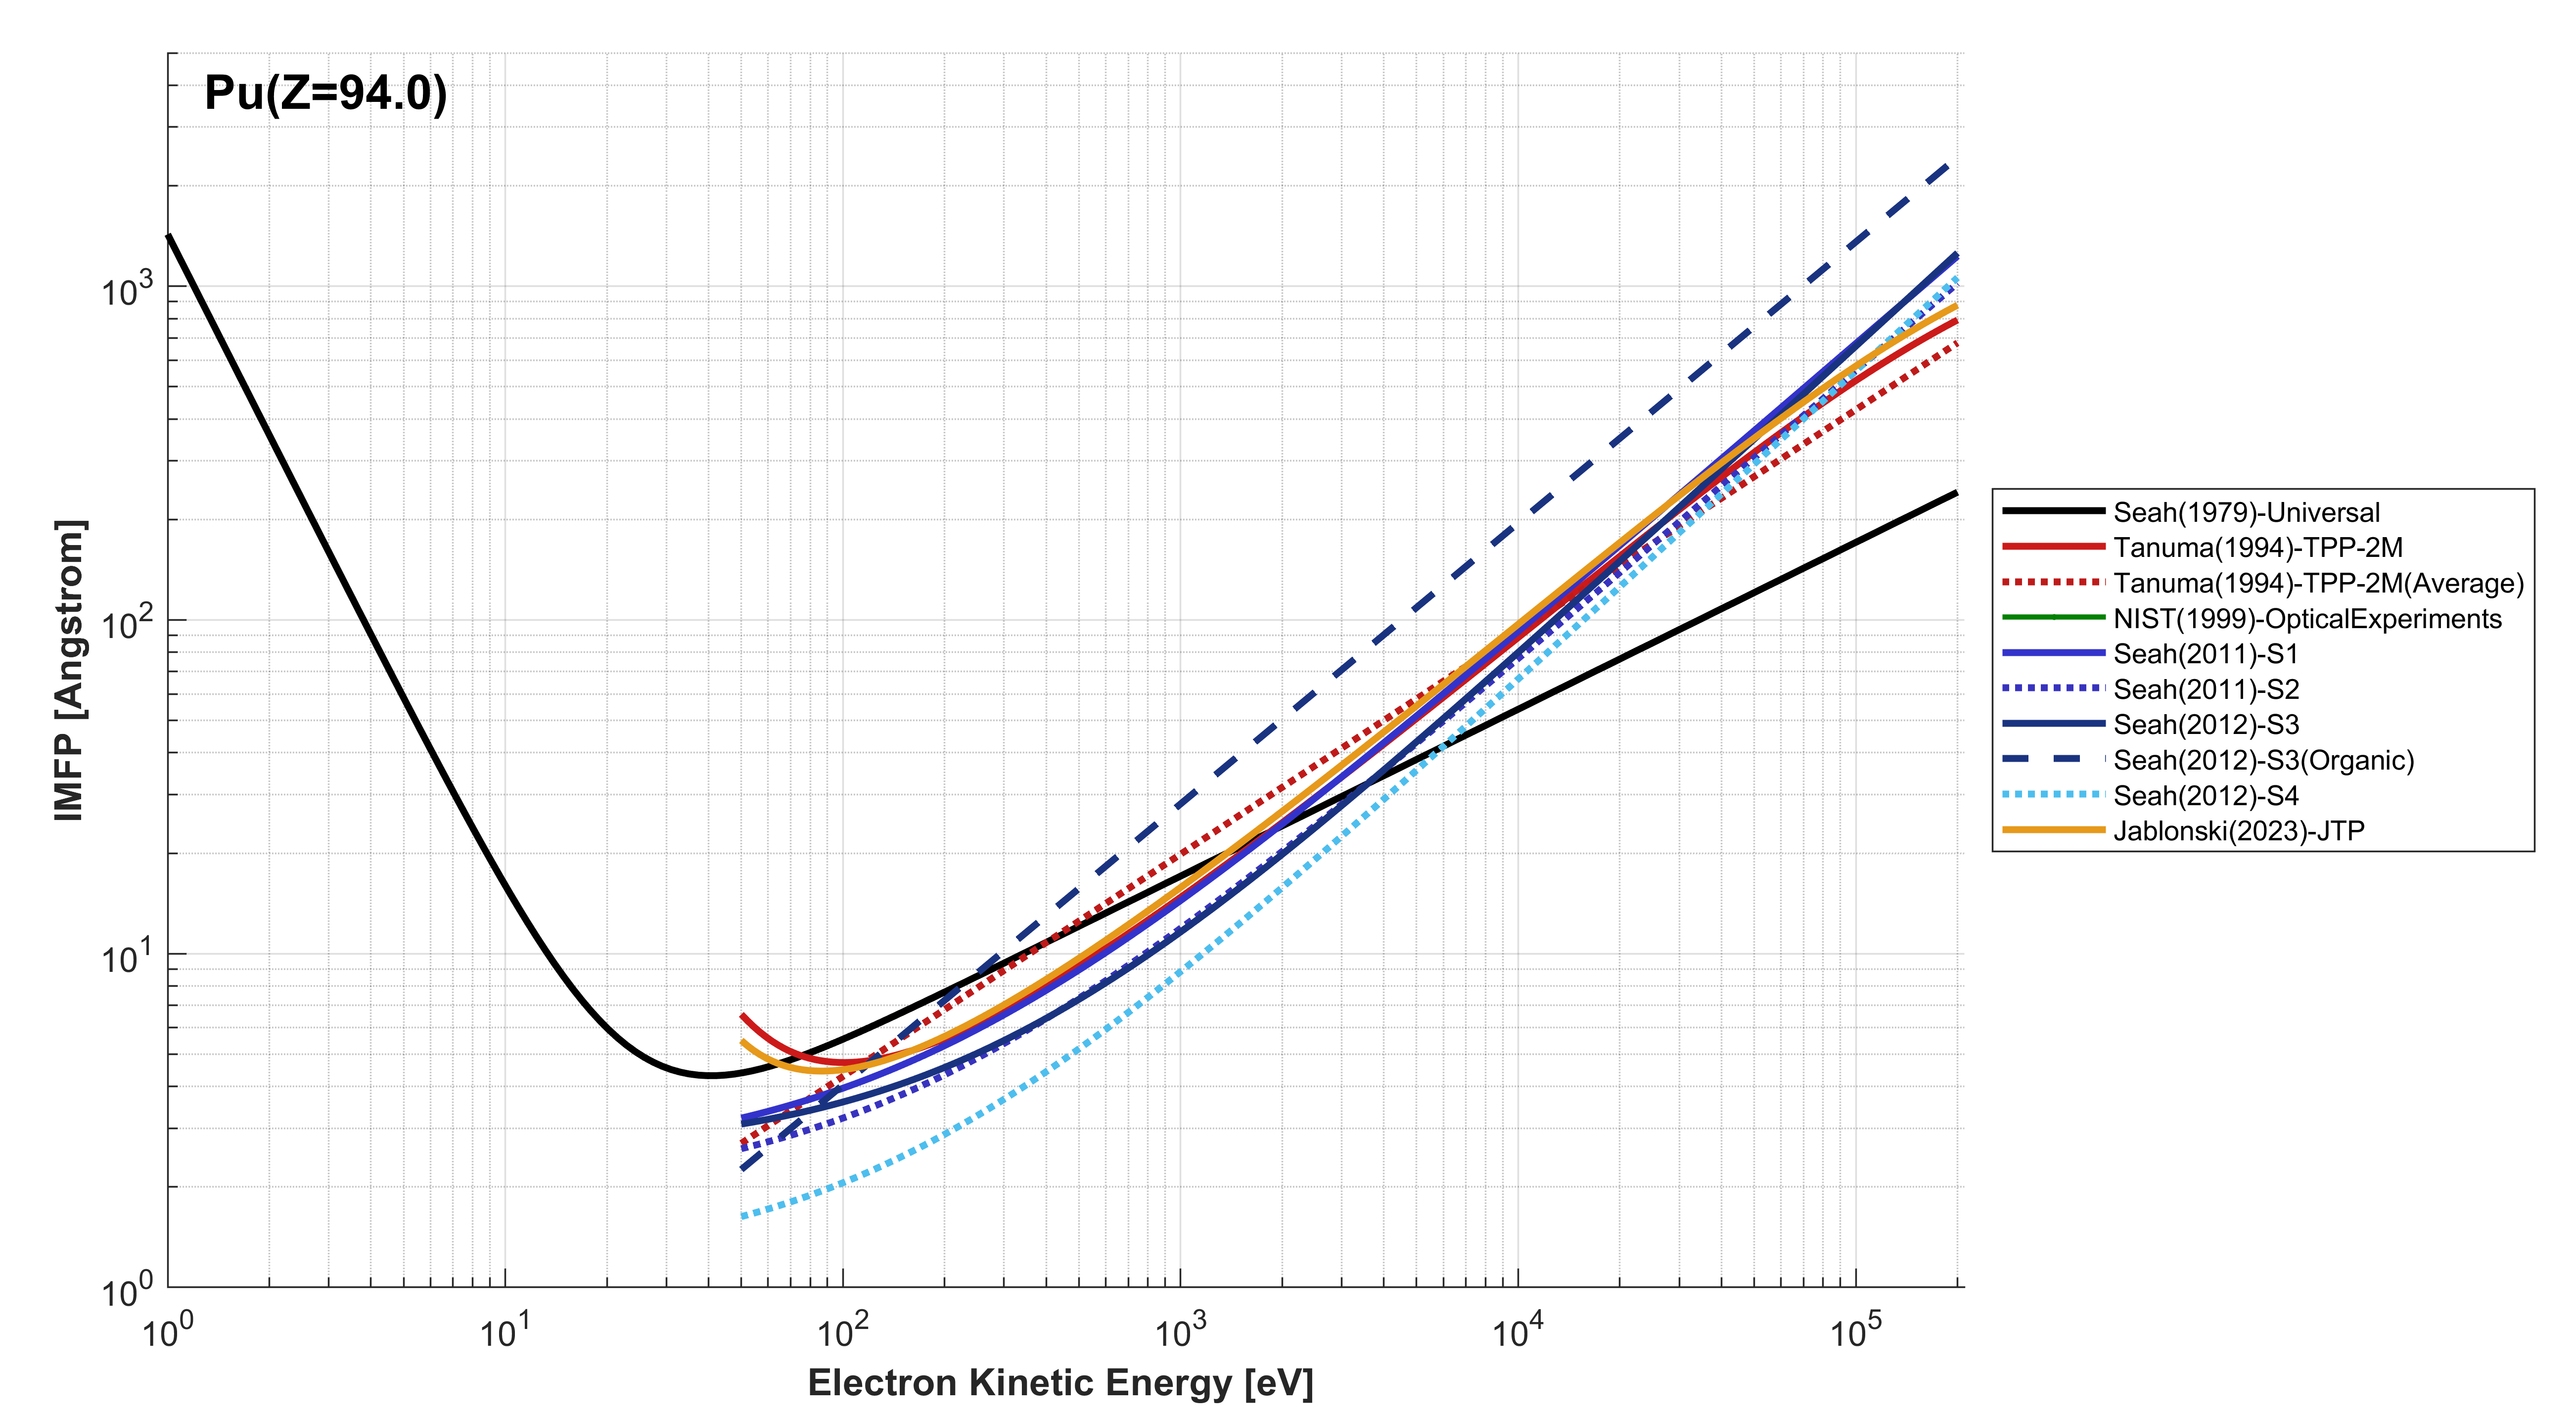 Pu(Z=94.0)
IMFP [Angstrom]
10^3
10^2
10^1
10^0
10^0 10^1 10^2 10^3 10^4 10^5
Electron Kinetic Energy [eV]
Seah(1979)-Universal
Tanuma(1994)-TPP-2M
Tanuma(1994)-TPP-2M(Average)
NIST(1999)-OpticalExperiments
Seah(2011)-S1
Seah(2011)-S2
Seah(2012)-S3
Seah(2012)-S3(Organic)
Seah(2012)-S4
Jablonski(2023)-JTP